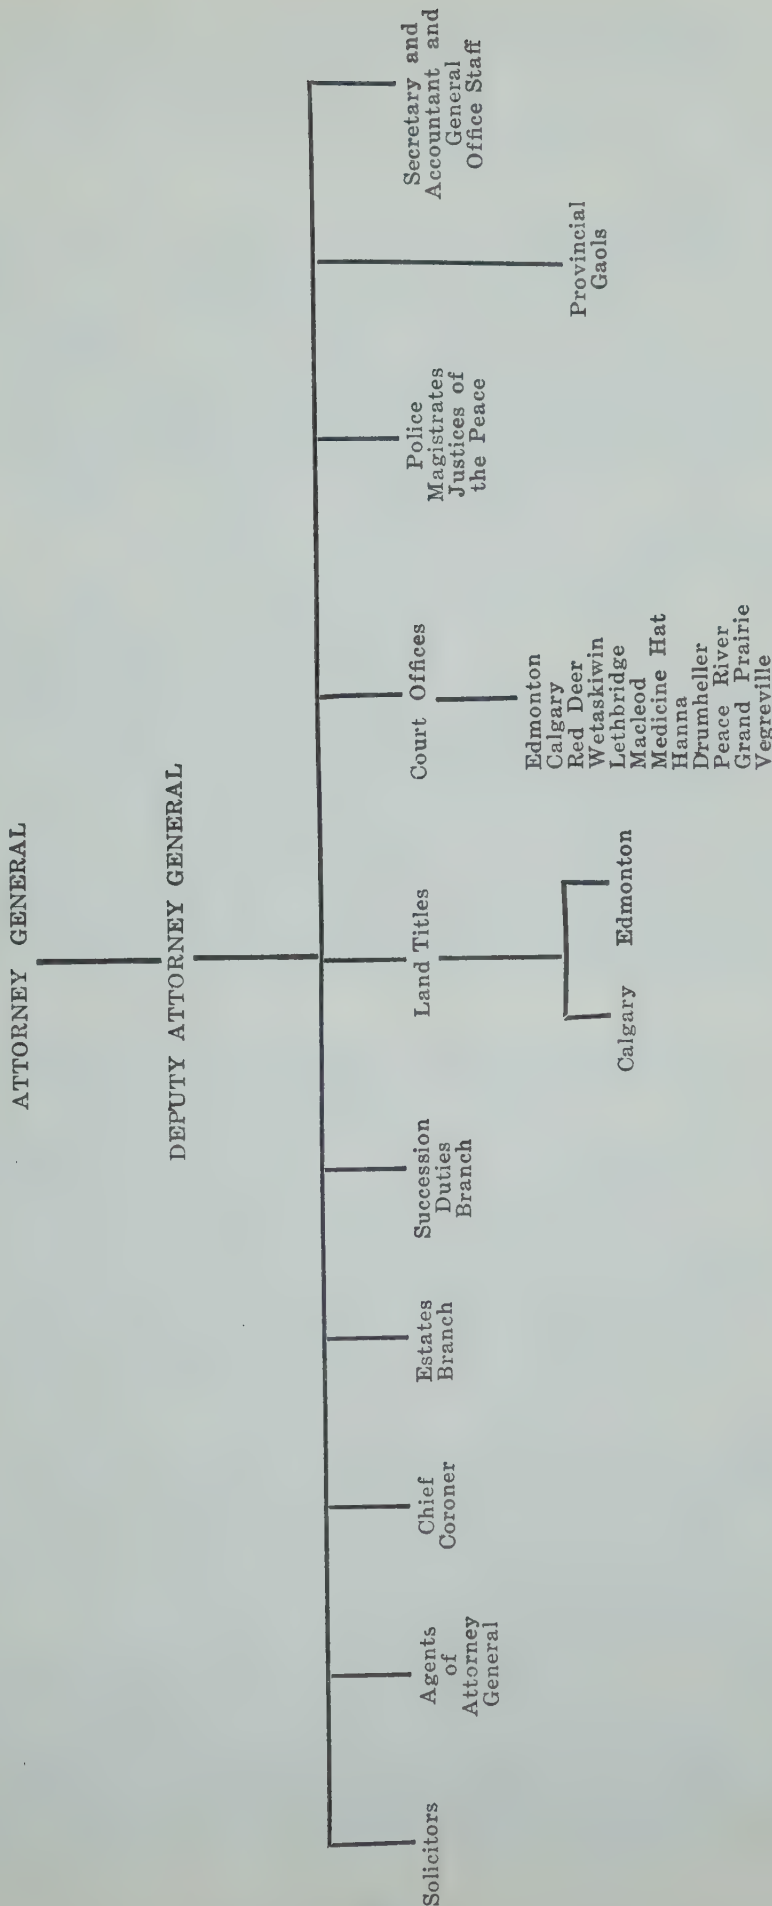 ATTORNEY GENERAL
DEPUTY ATTORNEY GENERAL
Solicitors
Agents
of
Attorney
General
Chief
Coroner
Estates
Branch
Succession
Duties
Branch
Land Titles
Calgary
Edmonton
Court Offices
Edmonton
Calgary
Red Deer
Wetaskiwin
Lethbridge
Macleod
Medicine Hat
Hanna
Drumheller
Peace River
Grand Prairie
Vegreville
Police
Magistrates
Justices of
the Peace
Provincial
Gaols
Secretary and
Accountant and
General
Office Staff